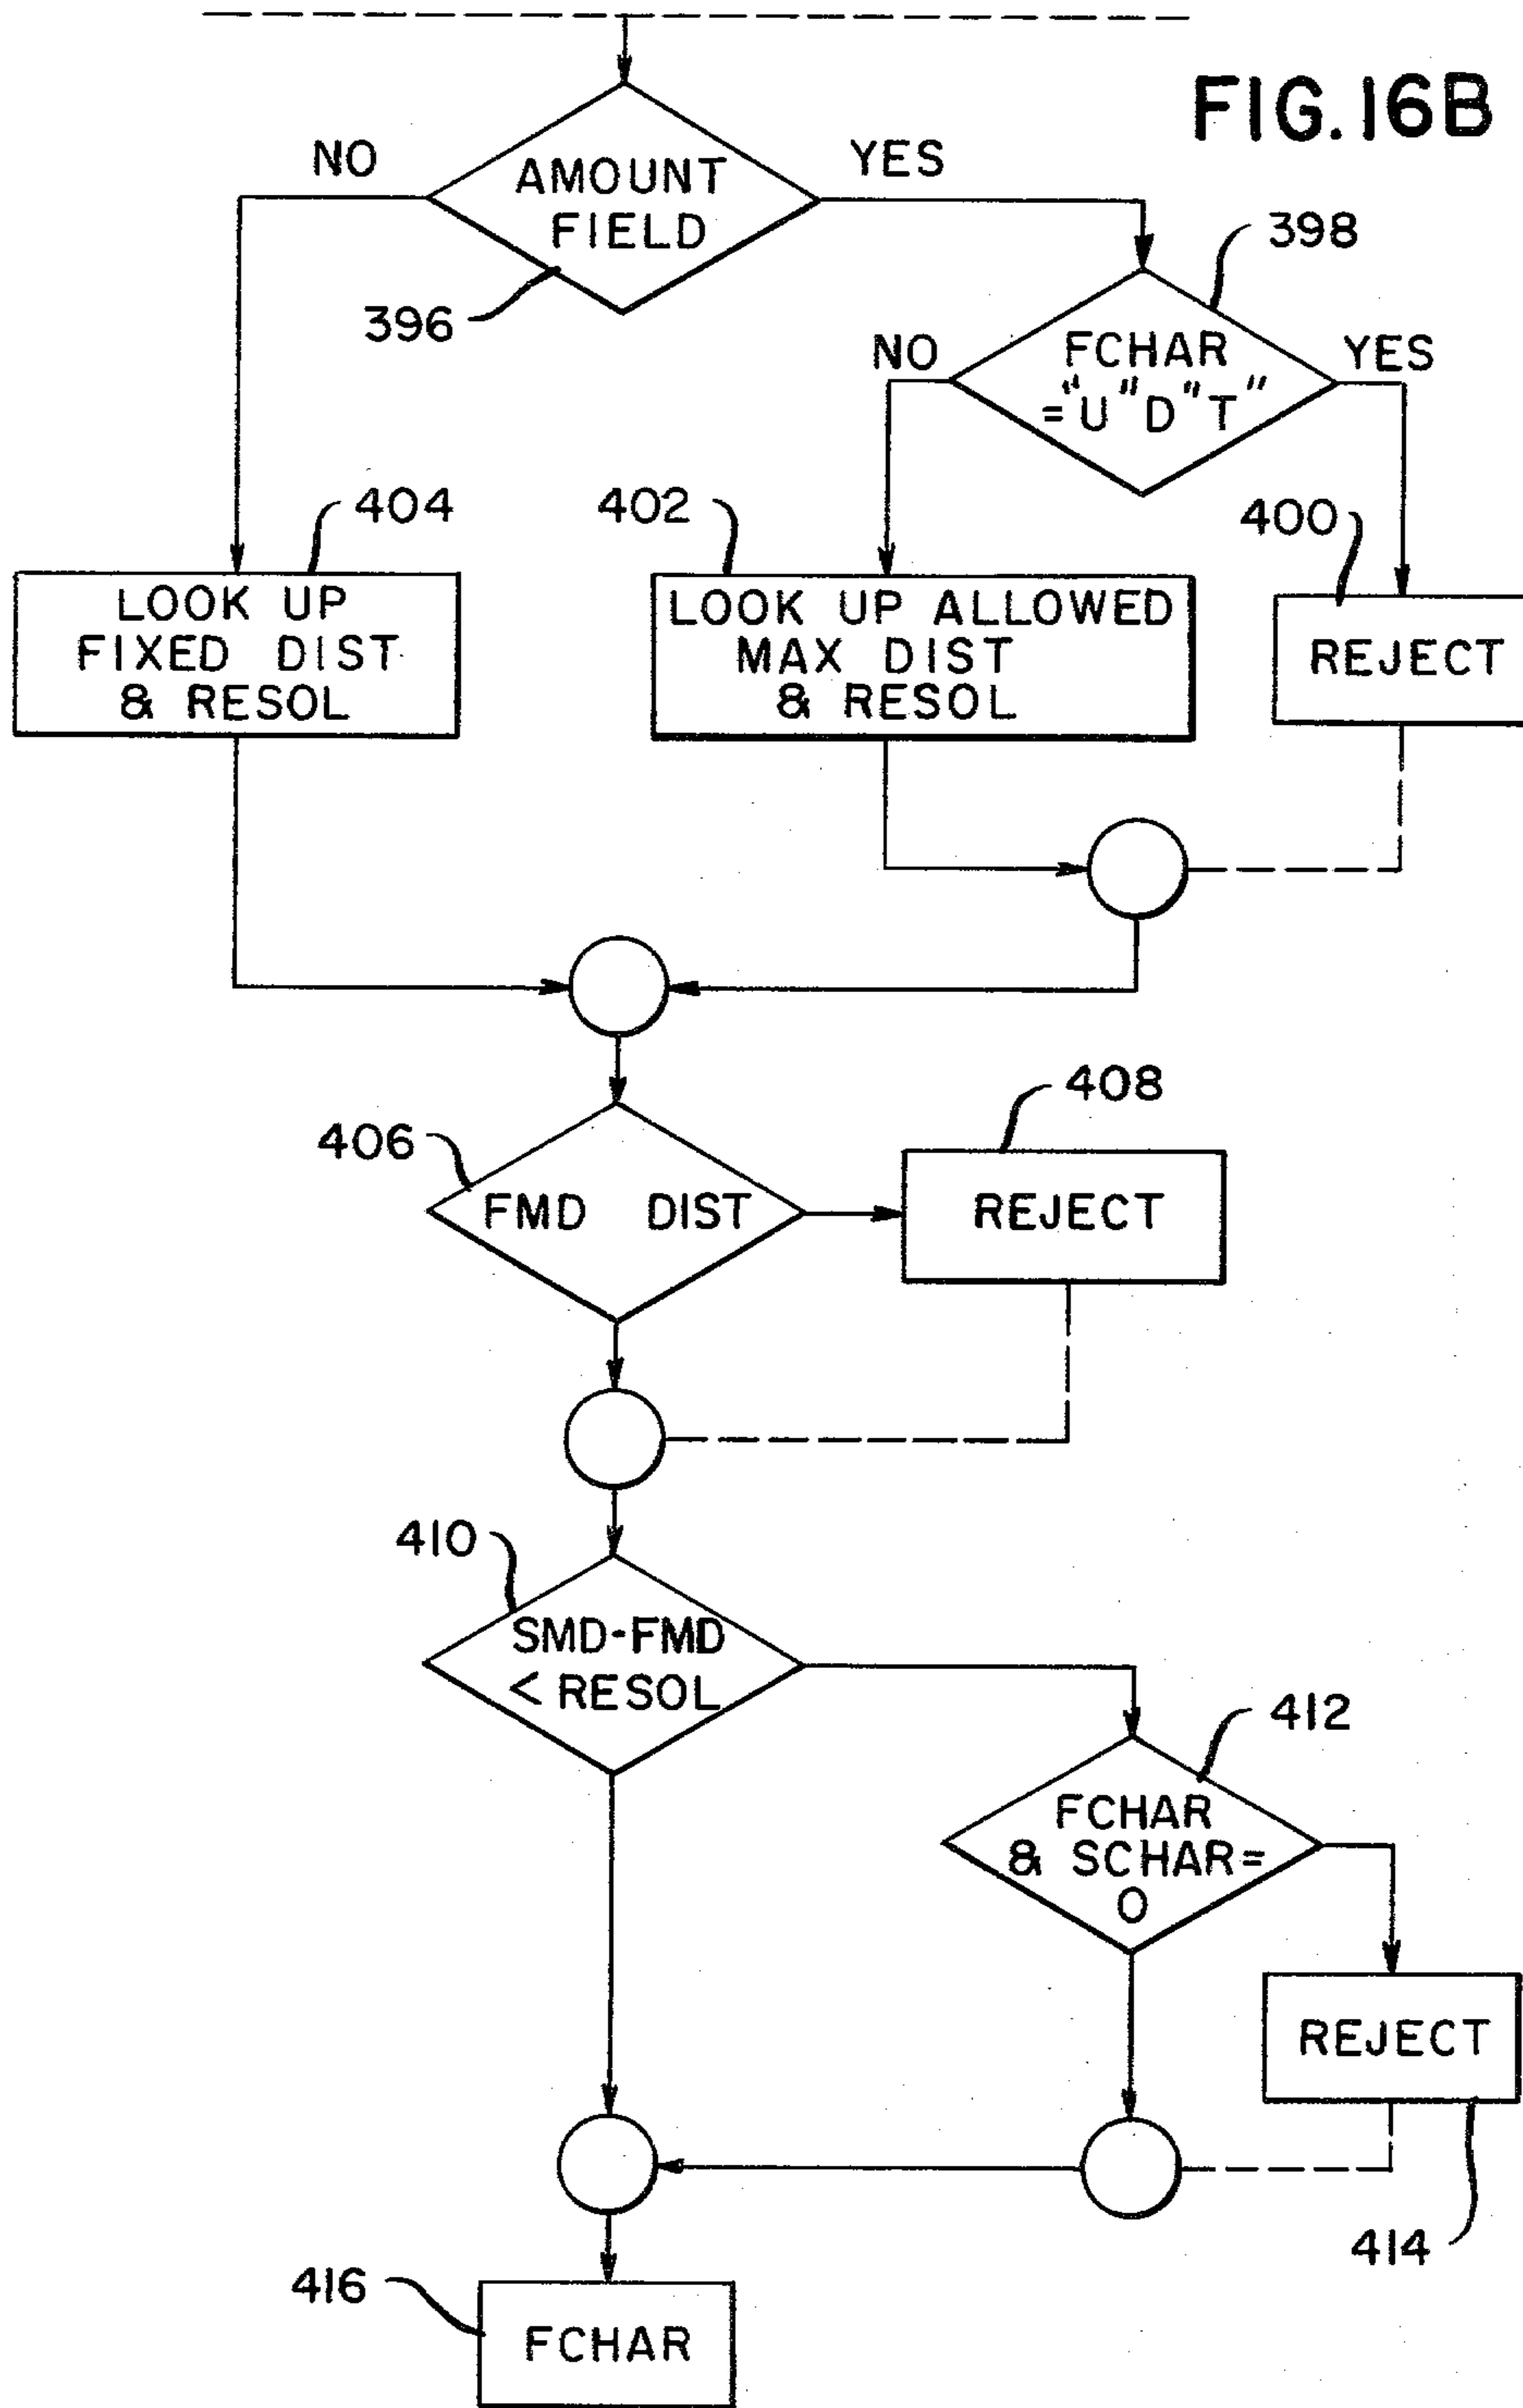 FIG. 16B
NO
YES
AMOUNT
FIELD
396
398
NO
YES
FCHAR
="U"D"T"
404
402
400
LOOK UP
FIXED DIST
& RESOL
LOOK UP ALLOWED
MAX DIST
& RESOL
REJECT
406
408
FMD DIST
REJECT
410
SMD-FMD
< RESOL
412
FCHAR
& SCHAR=
0
REJECT
414
416
FCHAR